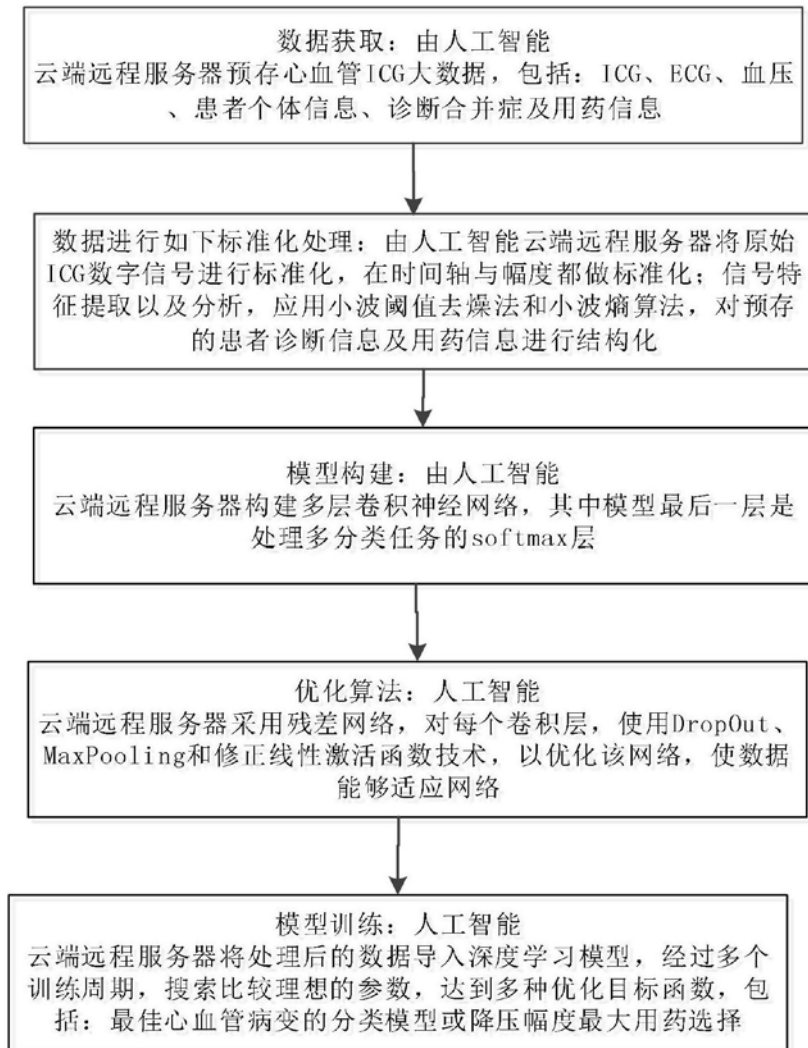 数据获取：由人工智能
云端远程服务器预存心血管ICG大数据，包括：ICG、ECG、血压
、患者个体信息、诊断合并症及用药信息
数据进行如下标准化处理：由人工智能云端远程服务器将原始
ICG数字信号进行标准化，在时间轴与幅度都做标准化；信号特
征提取以及分析，应用小波阈值去燥法和小波熵算法，对预存
的患者诊断信息及用药信息进行结构化
模型构建：由人工智能
云端远程服务器构建多层卷积神经网络，其中模型最后一层是
处理多分类任务的softmax层
优化算法：人工智能
云端远程服务器采用残差网络，对每个卷积层，使用DropOut、
MaxPooling和修正线性激活函数技术，以优化该网络，使数据
能够适应网络
模型训练：人工智能
云端远程服务器将处理后的数据导入深度学习模型，经过多个
训练周期，搜索比较理想的参数，达到多种优化目标函数，包
括：最佳心血管病变的分类模型或降压幅度最大用药选择